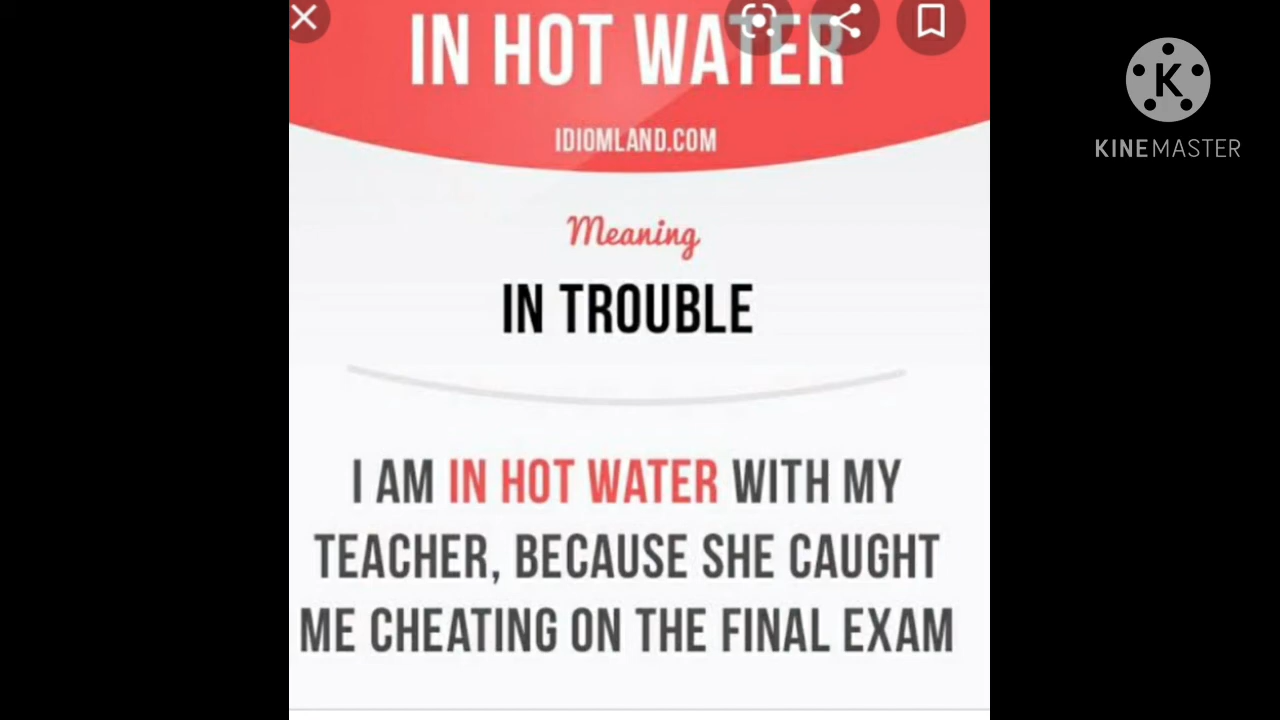 IN HOT WATER
IDIOMLAND.COM
Meaning
IN TROUBLE
I AM IN HOT WATER WITH MY
TEACHER, BECAUSE SHE CAUGHT
ME CHEATING ON THE FINAL EXAM
K
KINEMASTER